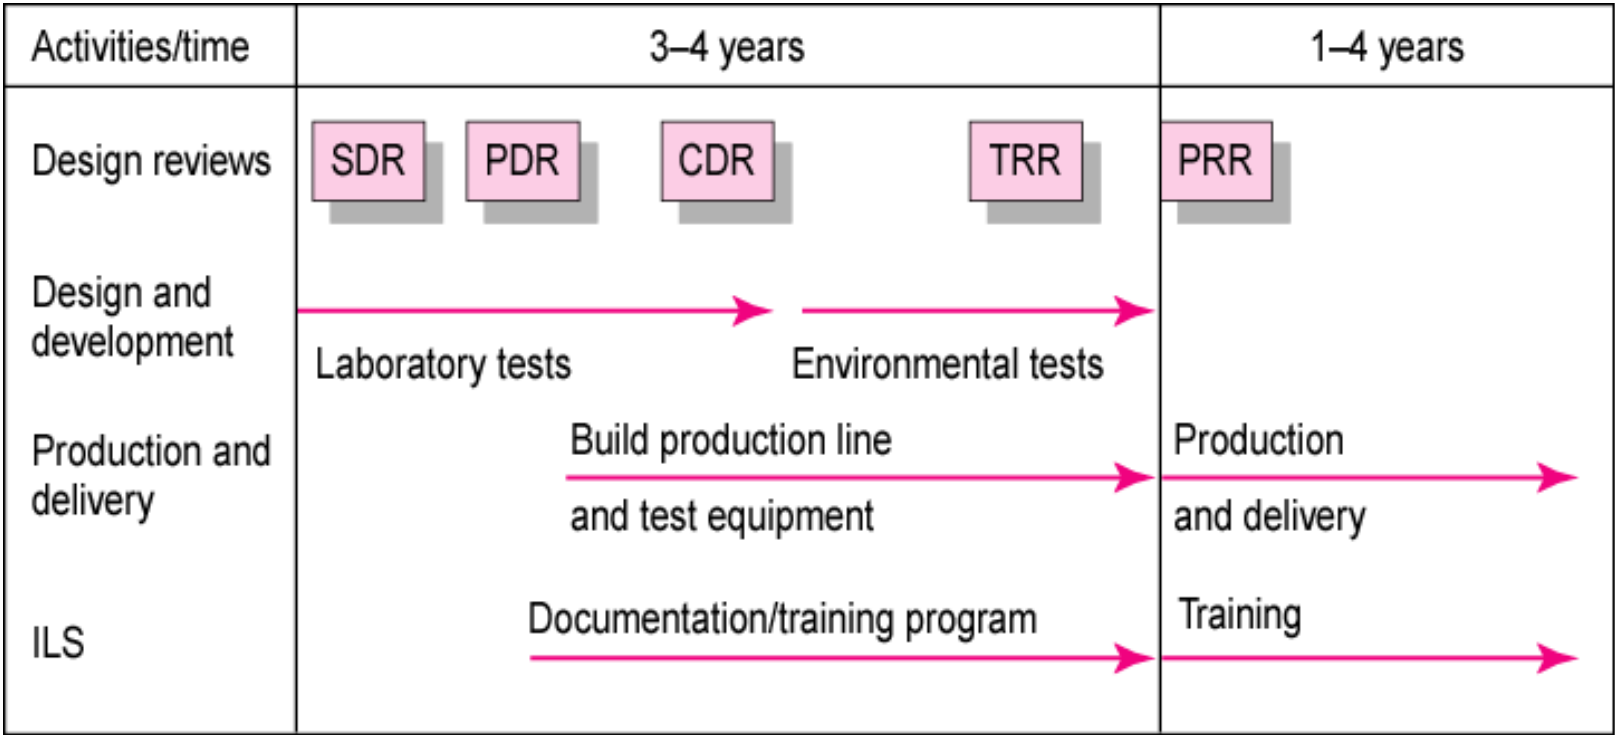 Activities/time
3–4 years
1–4 years
Design reviews
SDR
PDR
CDR
TRR
PRR
Design and
development
Laboratory tests
Environmental tests
Production and
delivery
Build production line
and test equipment
Production
and delivery
ILS
Documentation/training program
Training